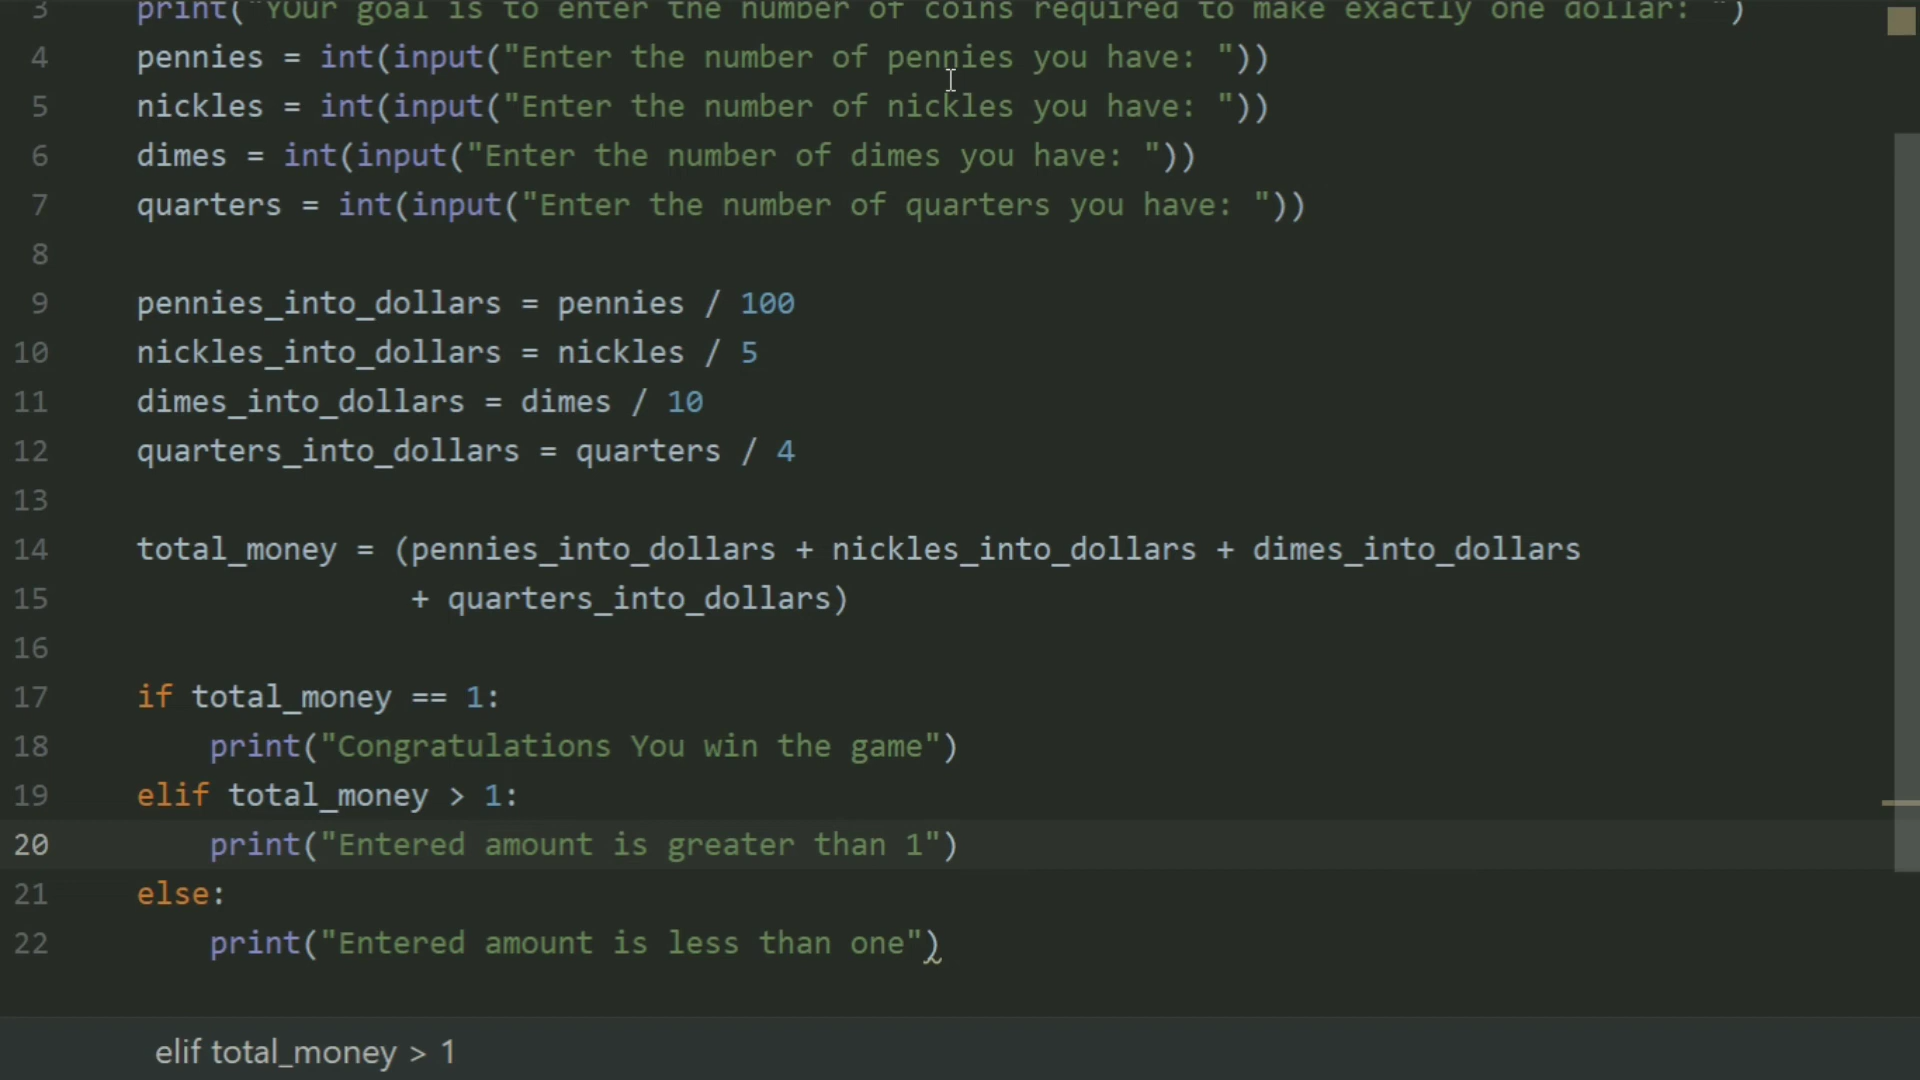 3 print("Your goal is to enter the number of coins required to make exactly one dollar: ")
4 pennies = int(input("Enter the number of pennies you have: "))
5 nickles = int(input("Enter the number of nickles you have: "))
6 dimes = int(input("Enter the number of dimes you have: "))
7 quarters = int(input("Enter the number of quarters you have: "))
8
9 pennies_into_dollars = pennies / 100
10 nickles_into_dollars = nickles / 5
11 dimes_into_dollars = dimes / 10
12 quarters_into_dollars = quarters / 4
13
14 total_money = (pennies_into_dollars + nickles_into_dollars + dimes_into_dollars
15 + quarters_into_dollars)
16
17 if total_money == 1:
18 print("Congratulations You win the game")
19 elif total_money > 1:
20 print("Entered amount is greater than 1")
21 else:
22 print("Entered amount is less than one")
elif total_money > 1